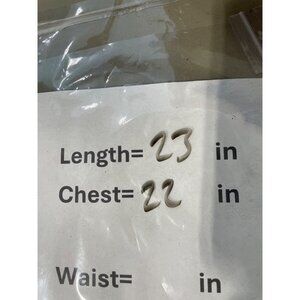 Length= 23 in
Chest= 22 in
Waist= in